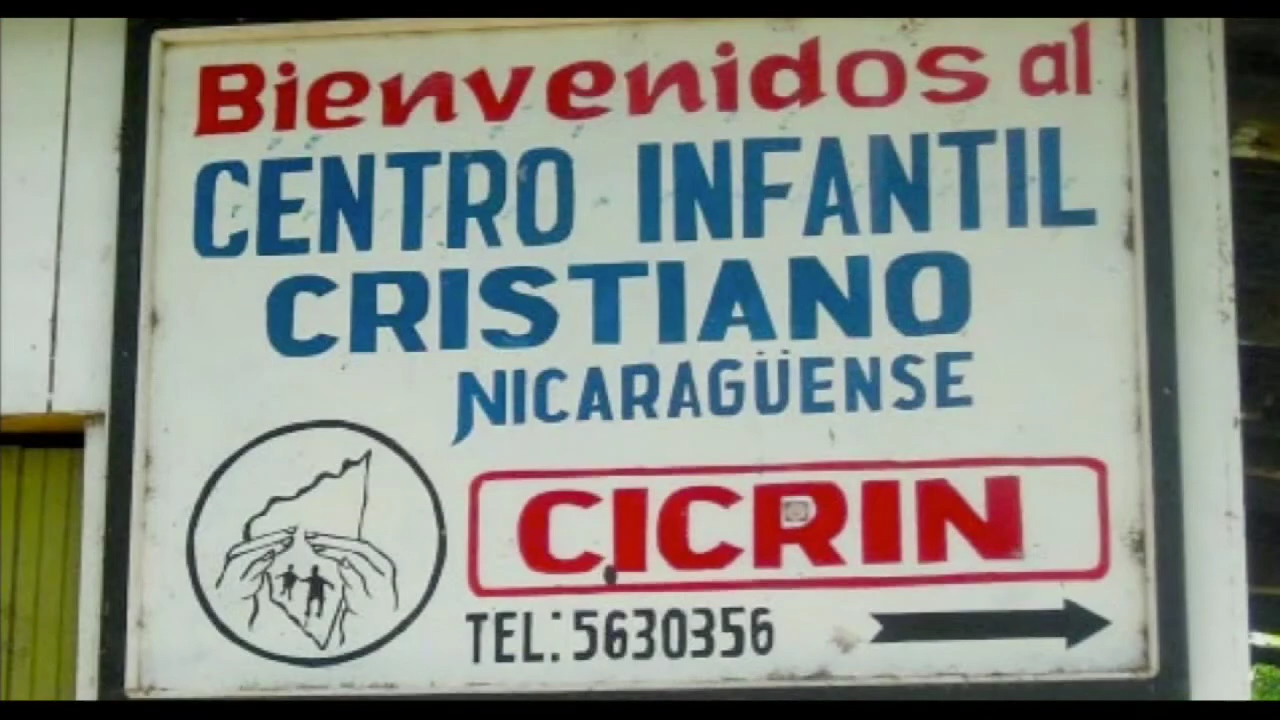 Bienvenidos al
CENTRO INFANTIL
CRISTIANO
NICARAGÜENSE
CICRIN
TEL: 5630356